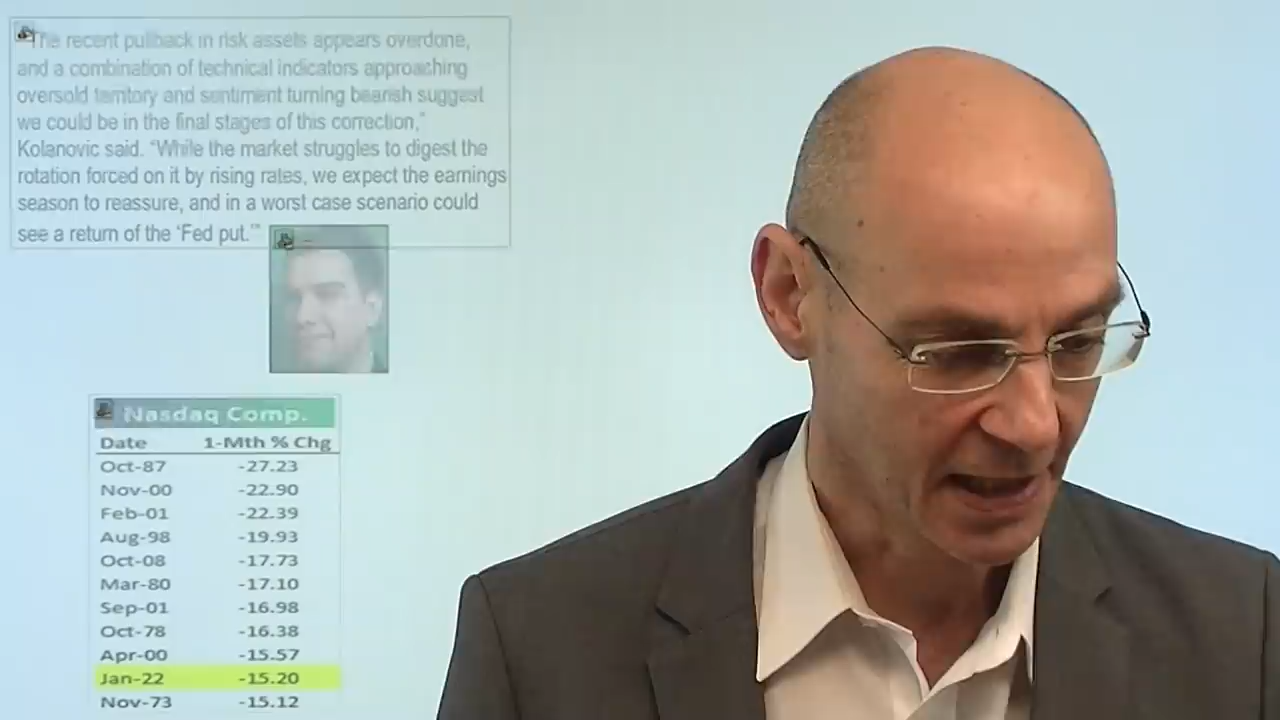 "The recent pullback in risk assets appears overdone,
and a combination of technical indicators approaching
oversold territory and sentiment turning bearish suggest
we could be in the final stages of this correction,"
Kolanovic said. "While the market struggles to digest the
rotation forced on it by rising rates, we expect the earnings
season to reassure, and in a worst case scenario could
see a return of the 'Fed put.'"
Nasdaq Comp.
Date 1-Mth % Chg
Oct-87 -27.23
Nov-00 -22.90
Feb-01 -22.39
Aug-98 -19.93
Oct-08 -17.73
Mar-80 -17.10
Sep-01 -16.98
Oct-78 -16.38
Apr-00 -15.57
Jan-22 -15.20
Nov-73 -15.12